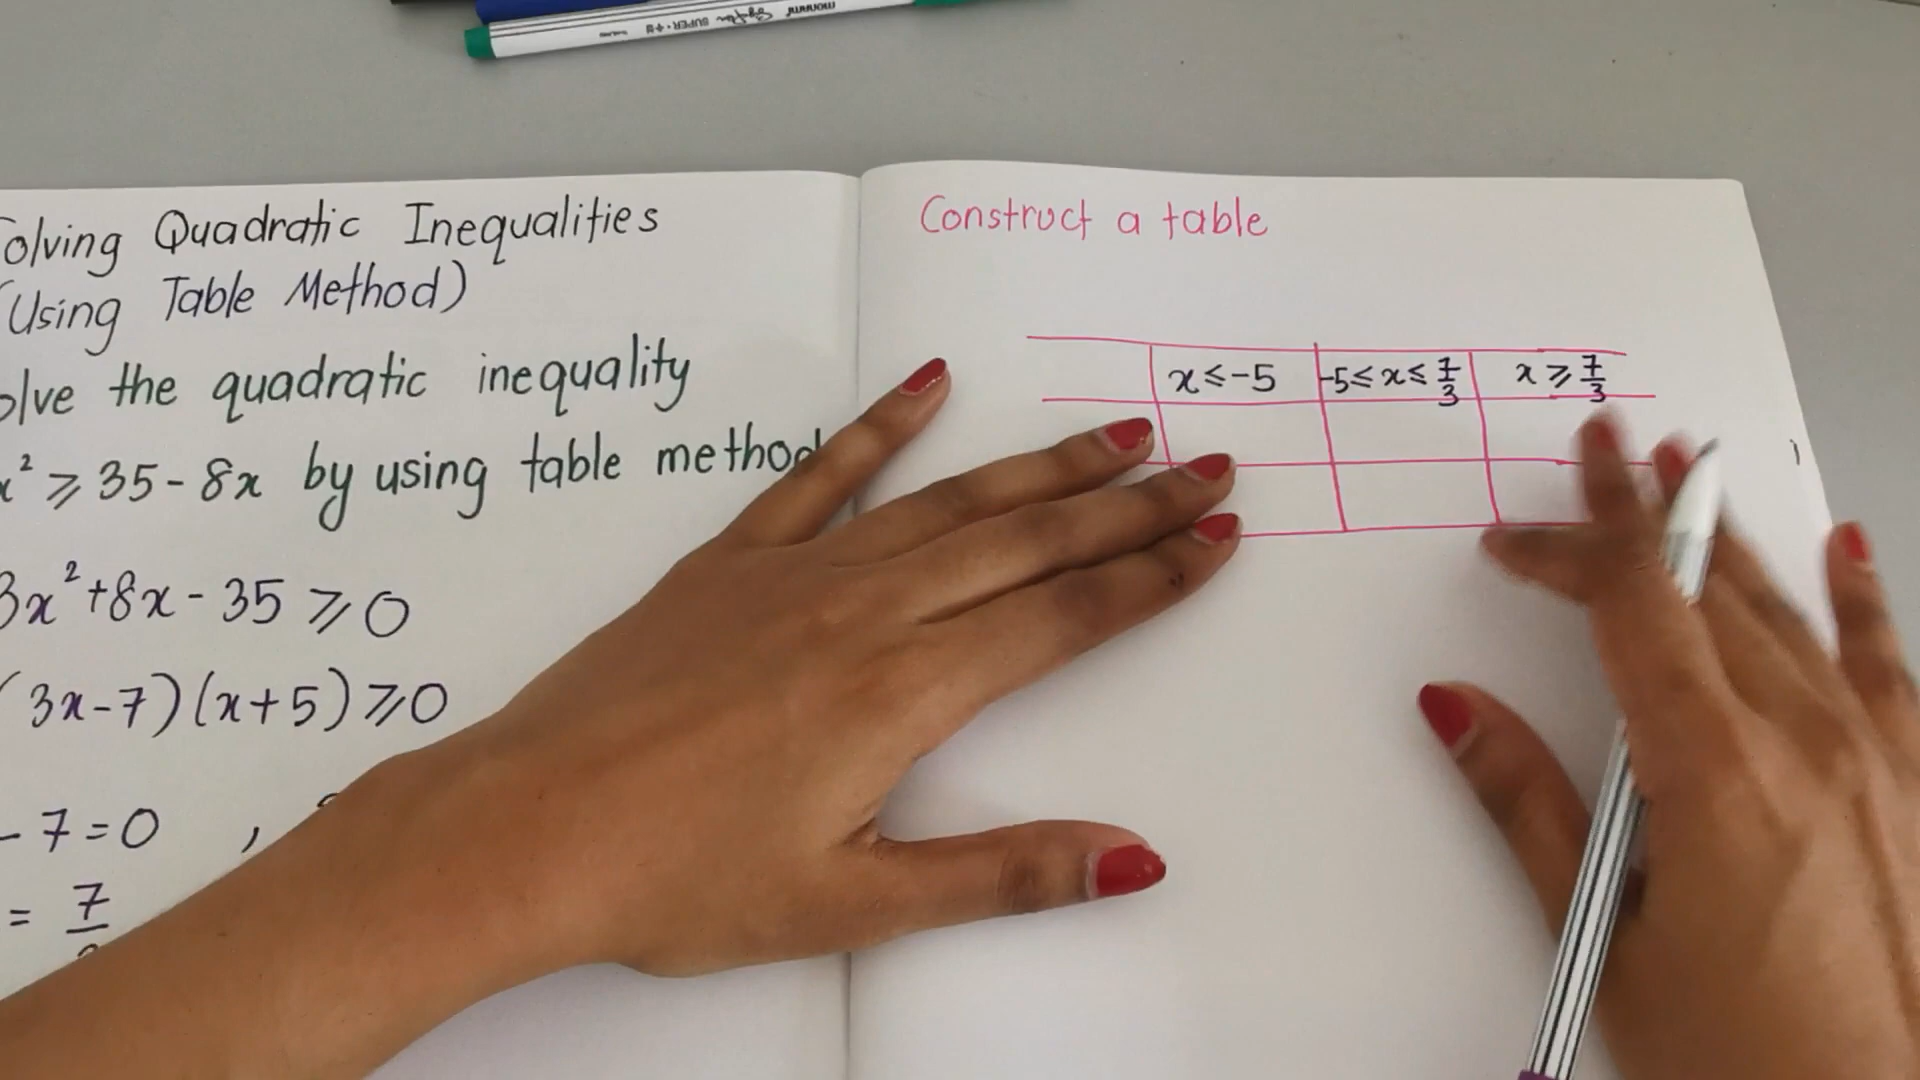 olving Quadratic Inequalities
(Using Table Method)
olve the quadratic inequality
x² ⩾ 35 - 8x by using table method
3x² + 8x - 35 ⩾ 0
(3x - 7)(x + 5) ⩾ 0
- 7 = 0 ,
= 7
Construct a table
x ⩽ -5 -5 ⩽ x ⩽ 7/3 x ⩾ 7/3
SUPER